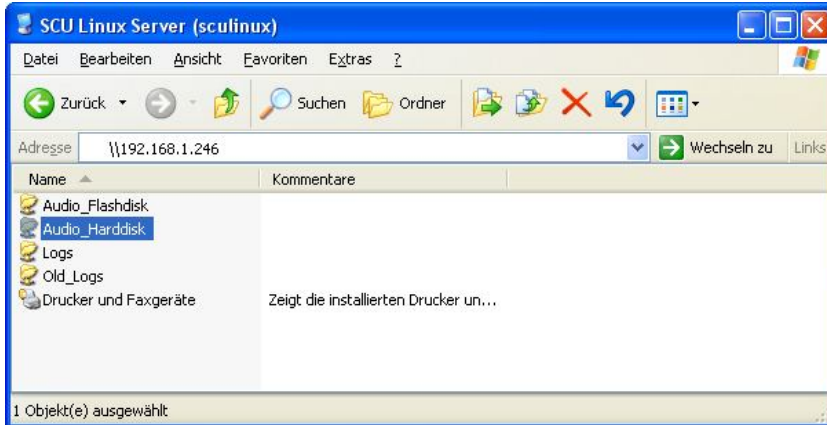 SCU Linux Server (sculinux)
Datei Bearbeiten Ansicht Favoriten Extras ?
Zurück Suchen Ordner
Adresse \\192.168.1.246 Wechseln zu Links
Name Kommentare
Audio_Flashdisk
Audio_Harddisk
Logs
Old_Logs
Drucker und Faxgeräte Zeigt die installierten Drucker un...
1 Objekt(e) ausgewählt